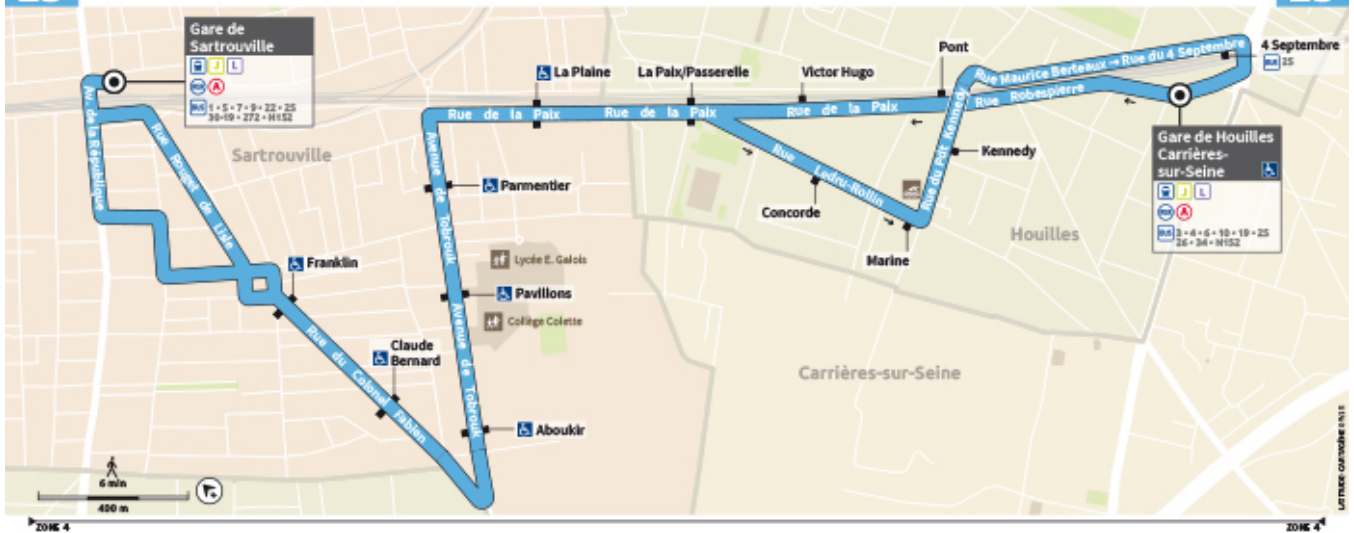 Gare de
Sartrouville
J L
RER A
BUS 1 • 5 • 7 • 9 • 22 • 25
30-19 • 272 • N152
Av. de la République
Rue Rouget de Lisle
Sartrouville
Franklin
Claude
Bernard
Rue du Colonel Fabien
Avenue de Tobrouk
Avenue de Tobrouk
Parmentier
Lycée E. Galois
Pavillons
Collège Colette
Aboukir
La Plaine
La Paix/Passerelle
Victor Hugo
Pont
Rue de la Paix
Rue de la Paix
Rue de la Paix
Rue Ledru-Rollin
Concorde
Marine
Rue du Pdt Kennedy
Kennedy
Rue Maurice Berteaux → Rue du 4 Septembre
Rue Robespierre
4 Septembre
BUS 25
Gare de Houilles
Carrières-
sur-Seine
J L
RER A
BUS 3 • 4 • 6 • 10 • 19 • 25
26 • 34 • N152
Houilles
Carrières-sur-Seine
6 min
400 m
ZONE 4
ZONE 4